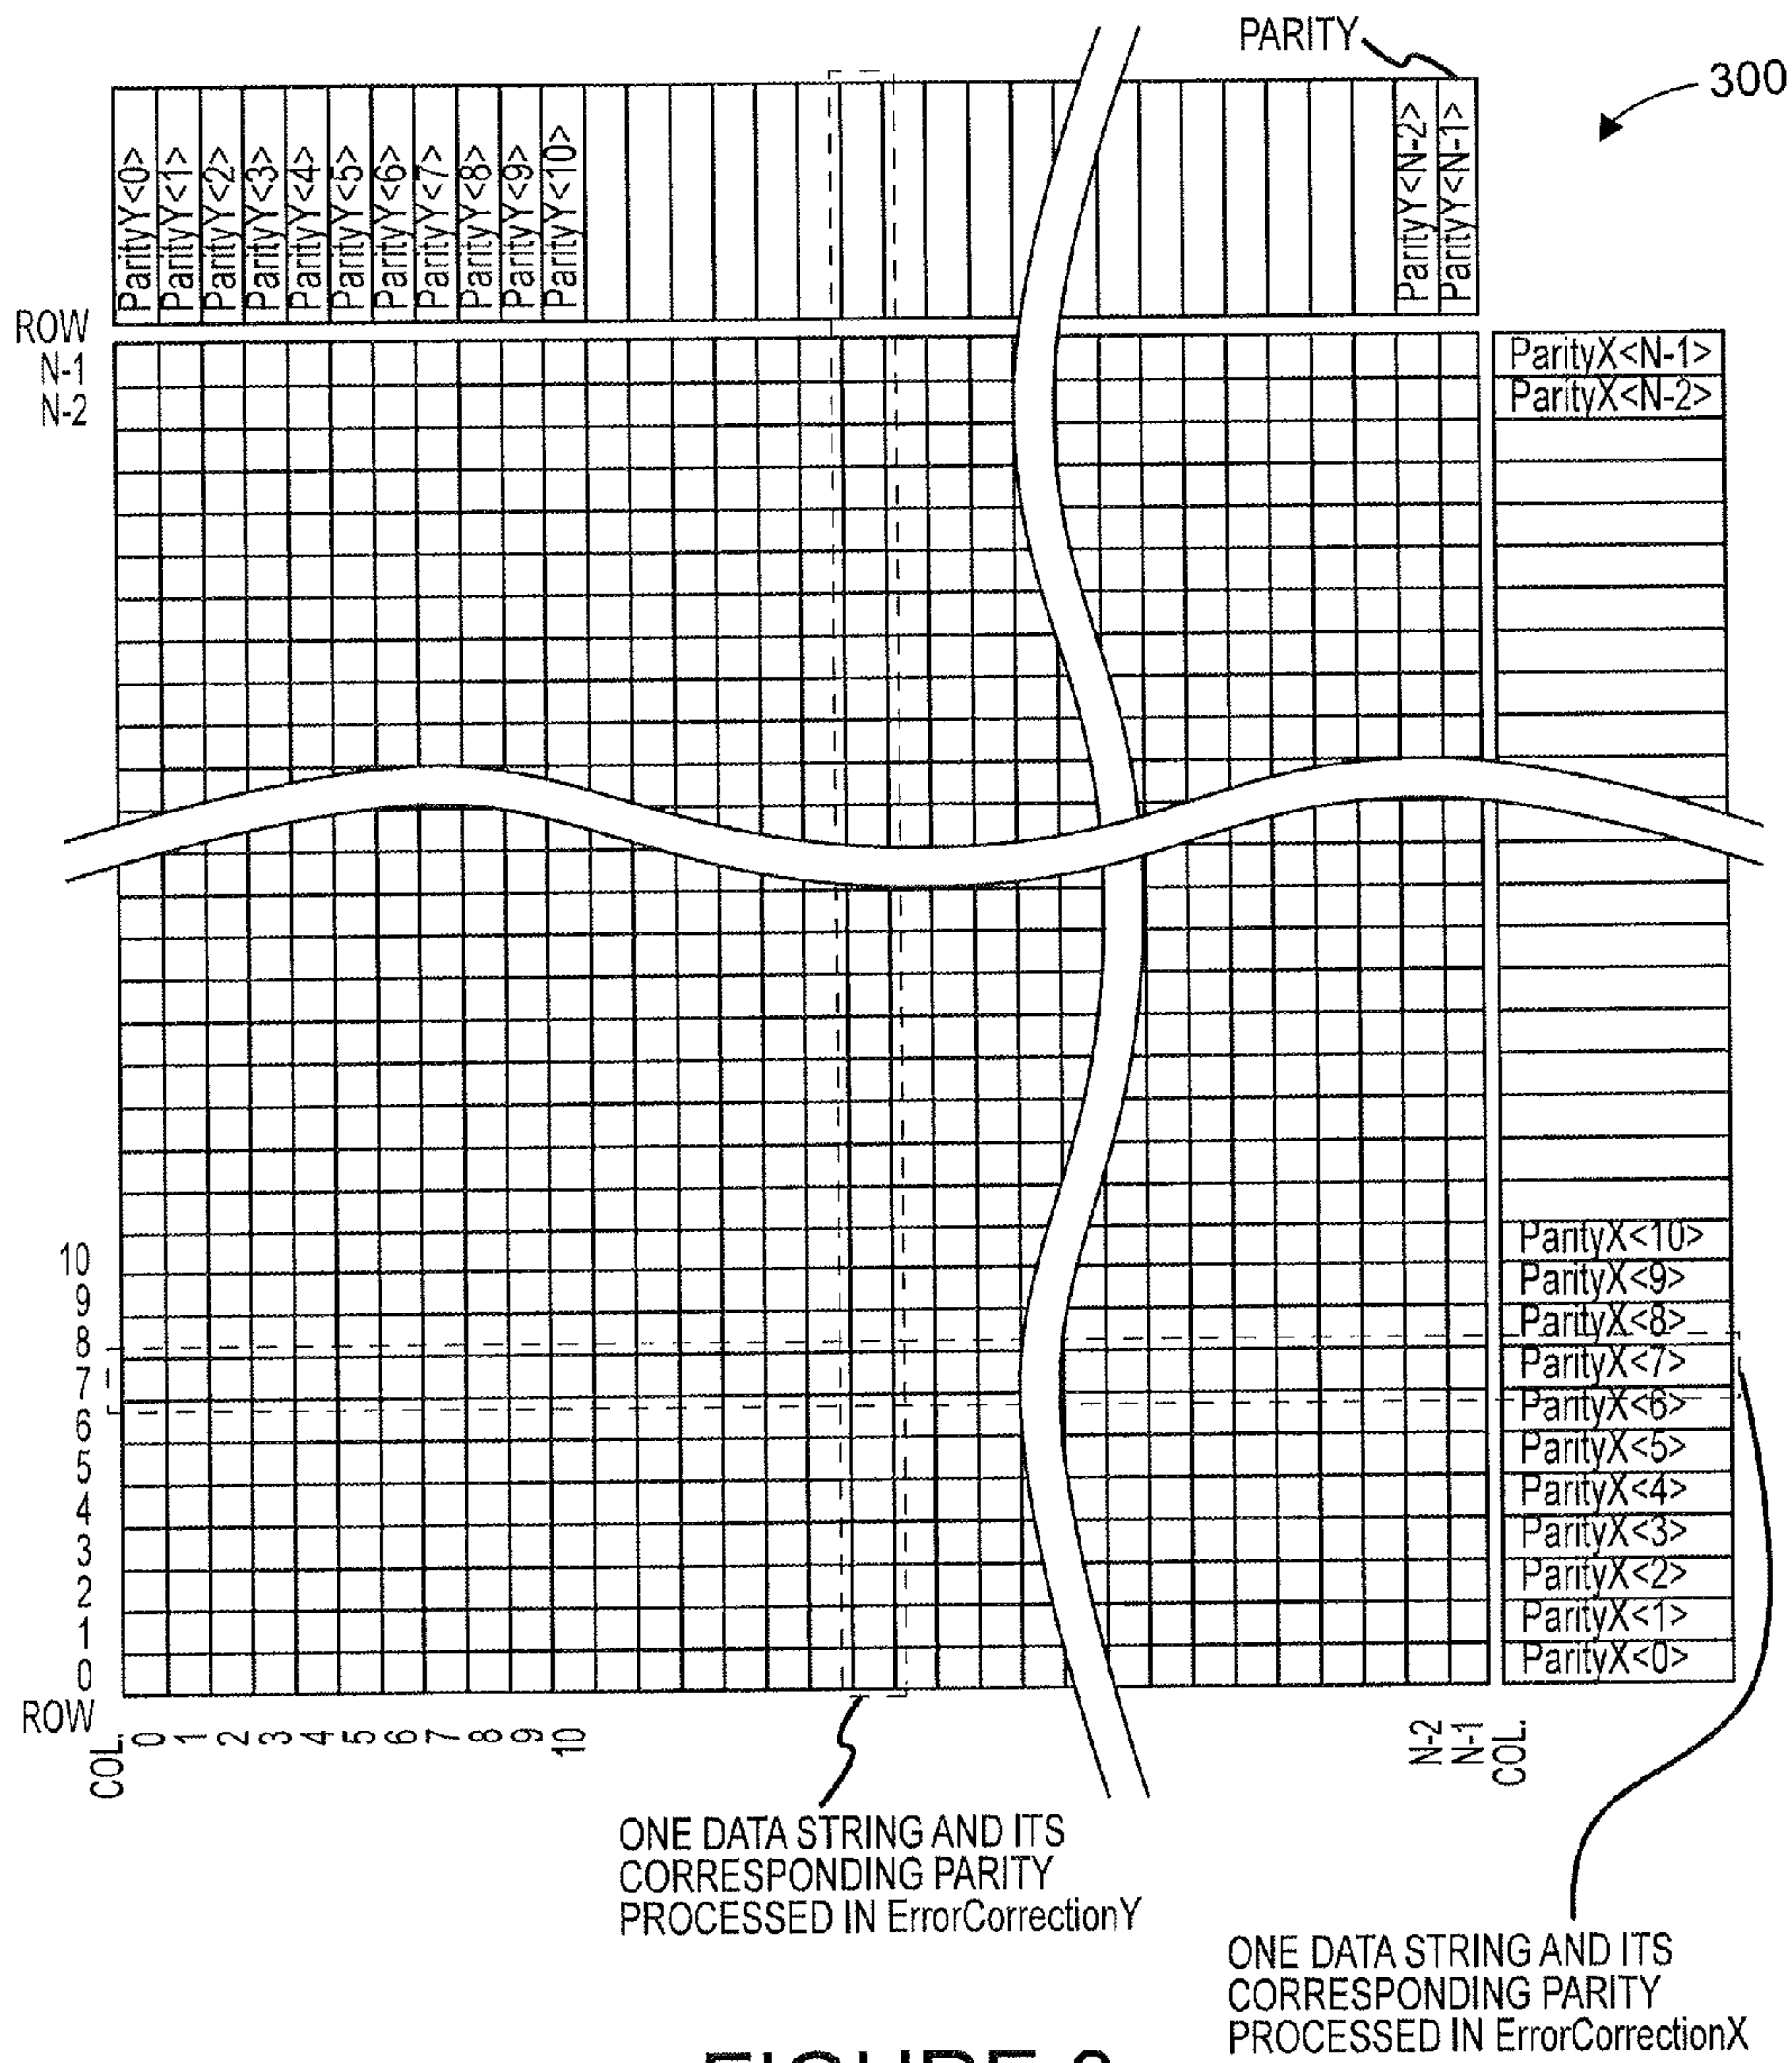 PARITY
300
ParityY<0>
ParityY<1>
ParityY<2>
ParityY<3>
ParityY<4>
ParityY<5>
ParityY<6>
ParityY<7>
ParityY<8>
ParityY<9>
ParityY<10>
ParityY<N-2>
ParityY<N-1>
ROW
N-1
N-2
ParityX<N-1>
ParityX<N-2>
10
9
8
7
6
5
4
3
2
1
0
ROW
ParityX<10>
ParityX<9>
ParityX<8>
ParityX<7>
ParityX<6>
ParityX<5>
ParityX<4>
ParityX<3>
ParityX<2>
ParityX<1>
ParityX<0>
COL.
0
1
2
3
4
5
6
7
8
9
10
N-2
N-1
COL.
ONE DATA STRING AND ITS
CORRESPONDING PARITY
PROCESSED IN ErrorCorrectionY
ONE DATA STRING AND ITS
CORRESPONDING PARITY
PROCESSED IN ErrorCorrectionX
FIGURE